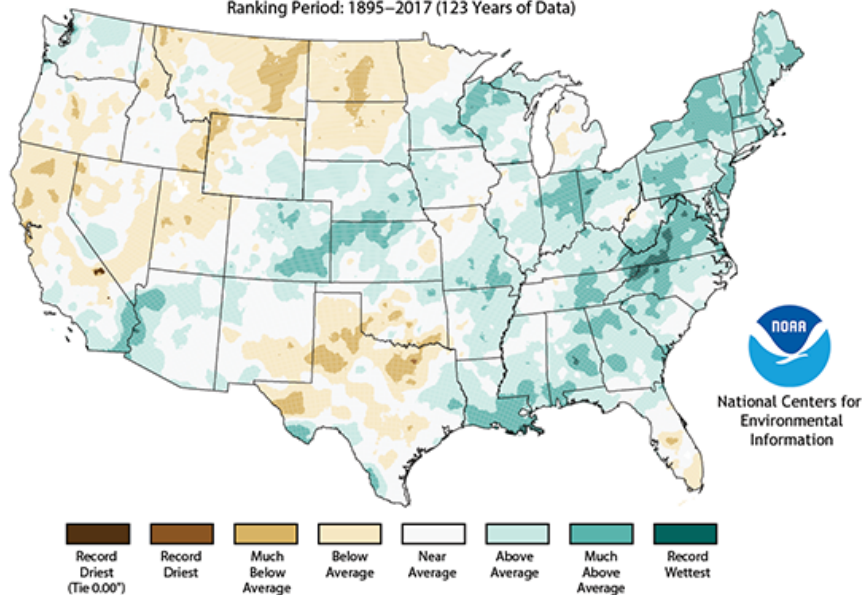 Ranking Period: 1895–2017 (123 Years of Data)
NOAA
National Centers for
Environmental
Information
Record
Driest
(Tie 0.00")
Record
Driest
Much
Below
Average
Below
Average
Near
Average
Above
Average
Much
Above
Average
Record
Wettest